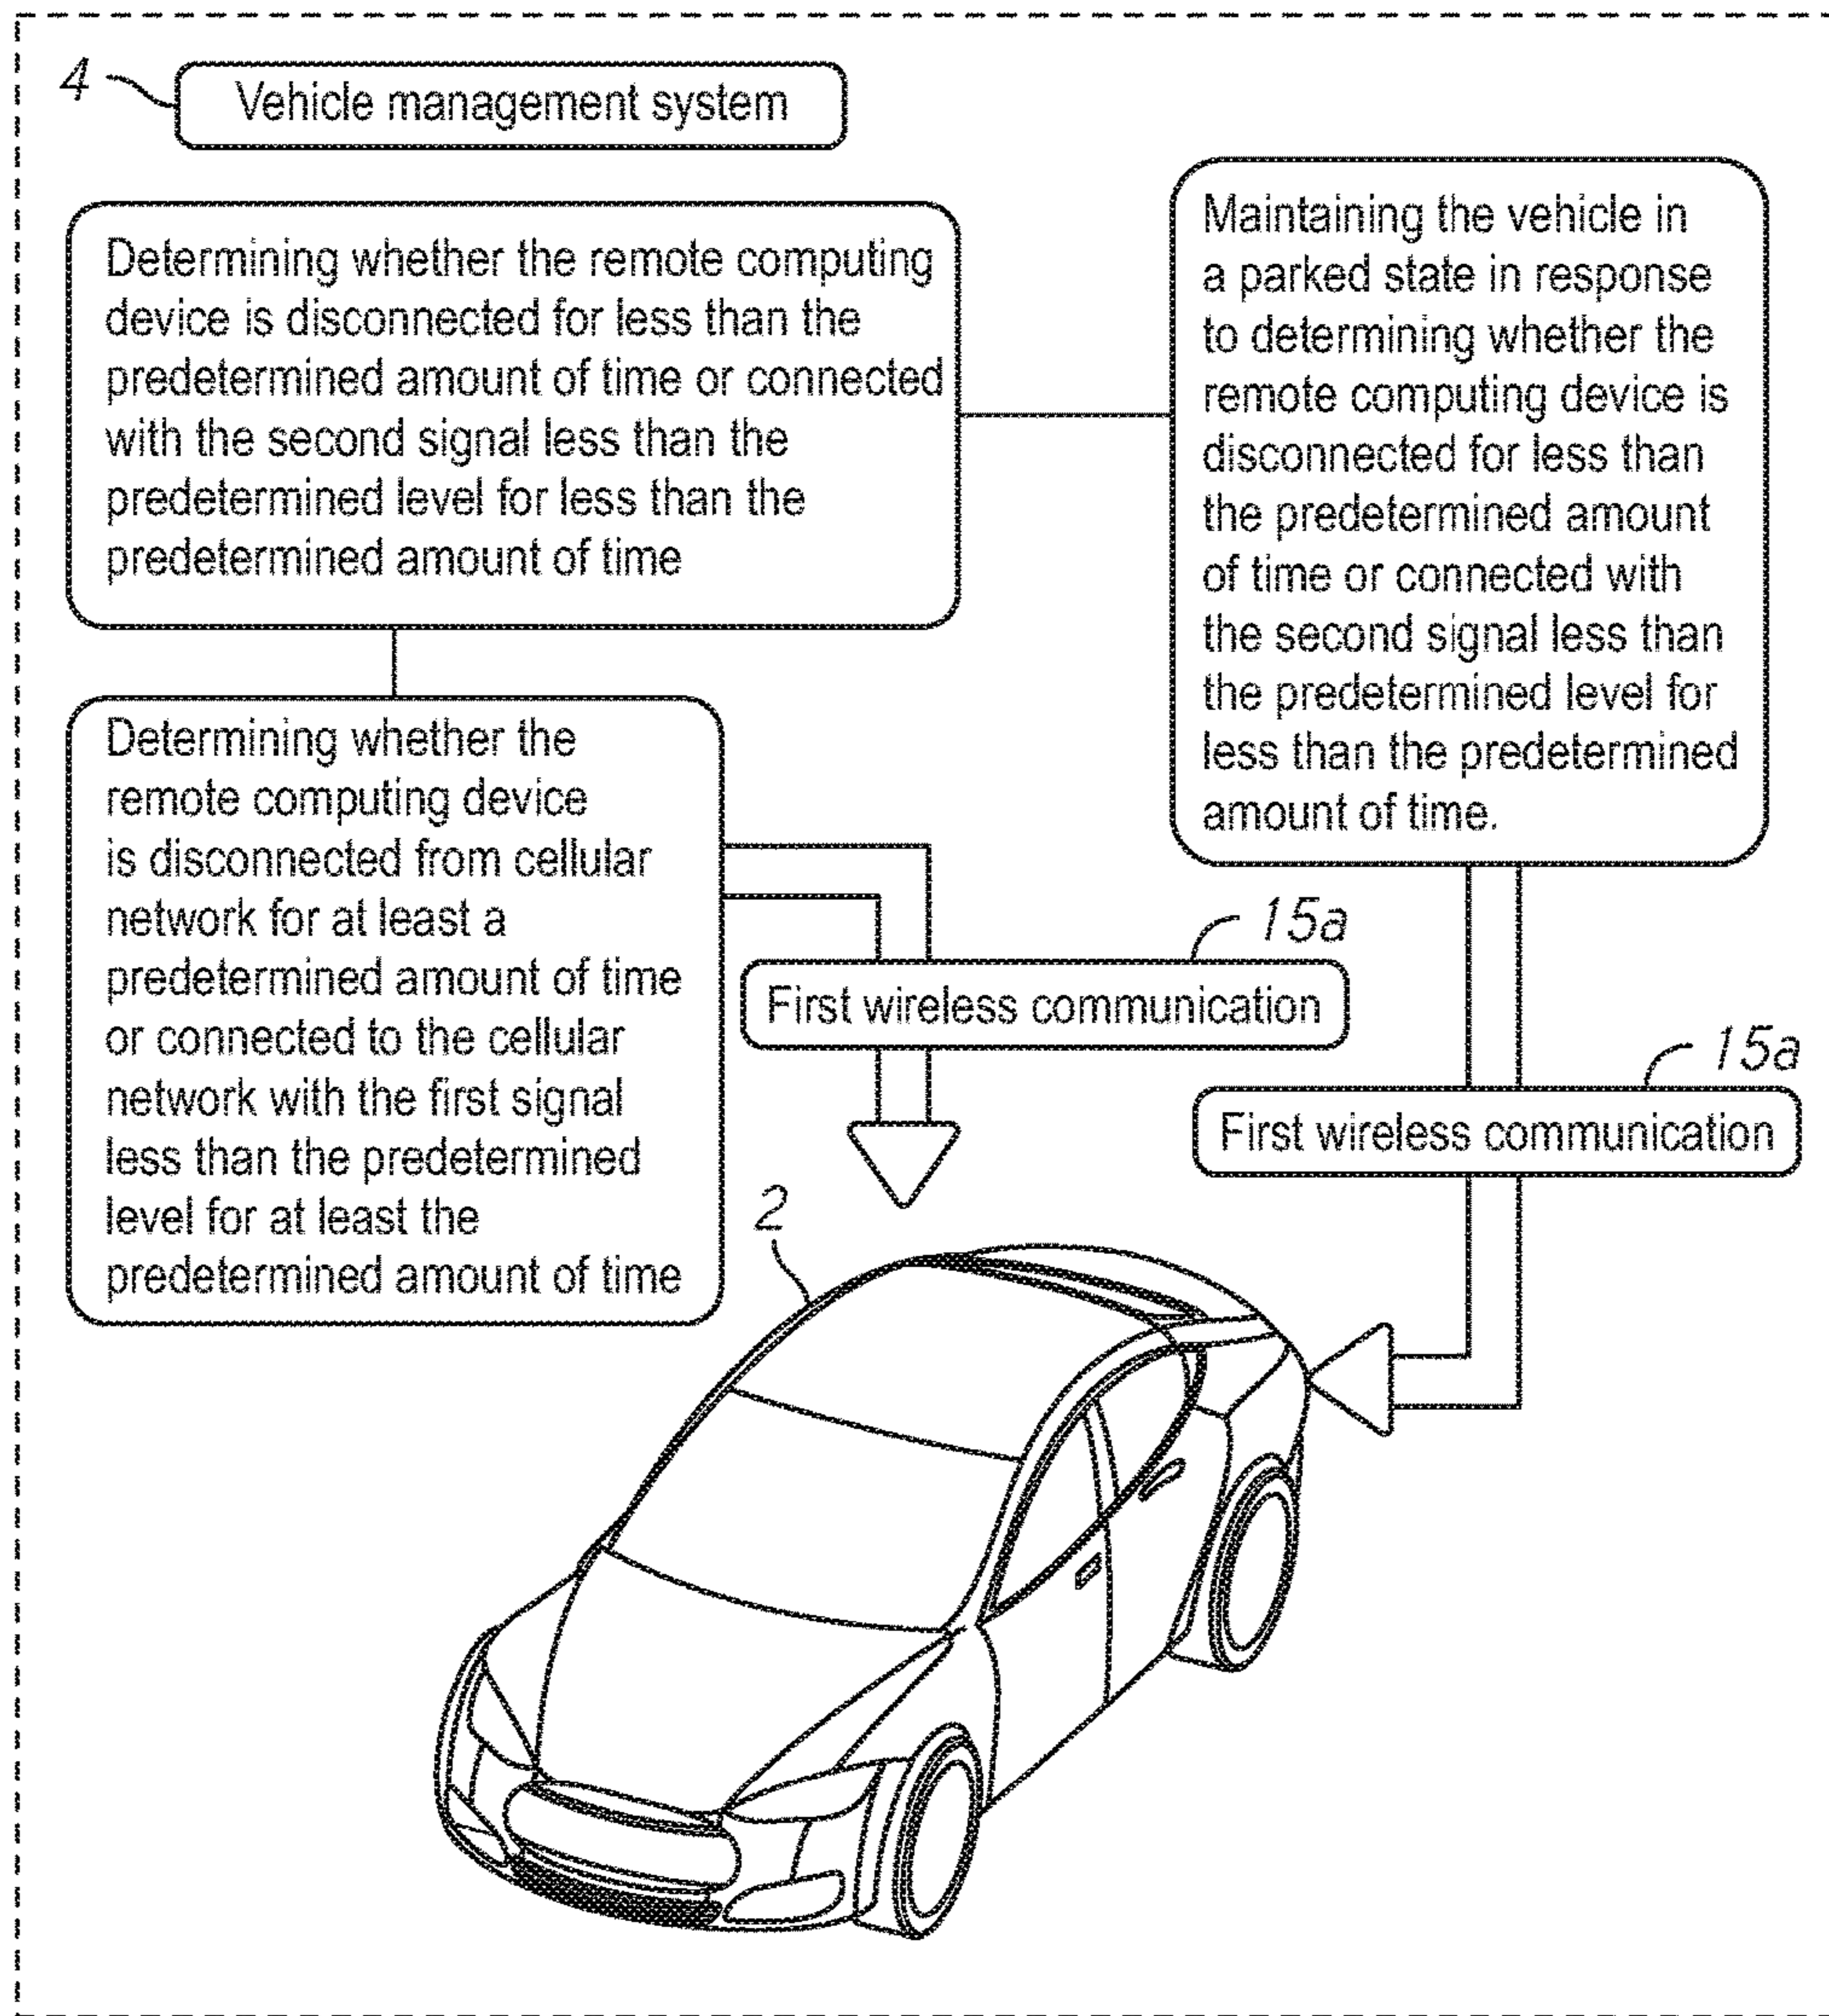 4
Vehicle management system
Determining whether the remote computing
device is disconnected for less than the
predetermined amount of time or connected
with the second signal less than the
predetermined level for less than the
predetermined amount of time
Maintaining the vehicle in
a parked state in response
to determining whether the
remote computing device is
disconnected for less than
the predetermined amount
of time or connected with
the second signal less than
the predetermined level for
less than the predetermined
amount of time.
Determining whether the
remote computing device
is disconnected from cellular
network for at least a
predetermined amount of time
or connected to the cellular
network with the first signal
less than the predetermined
level for at least the
predetermined amount of time
15a
First wireless communication
15a
First wireless communication
2